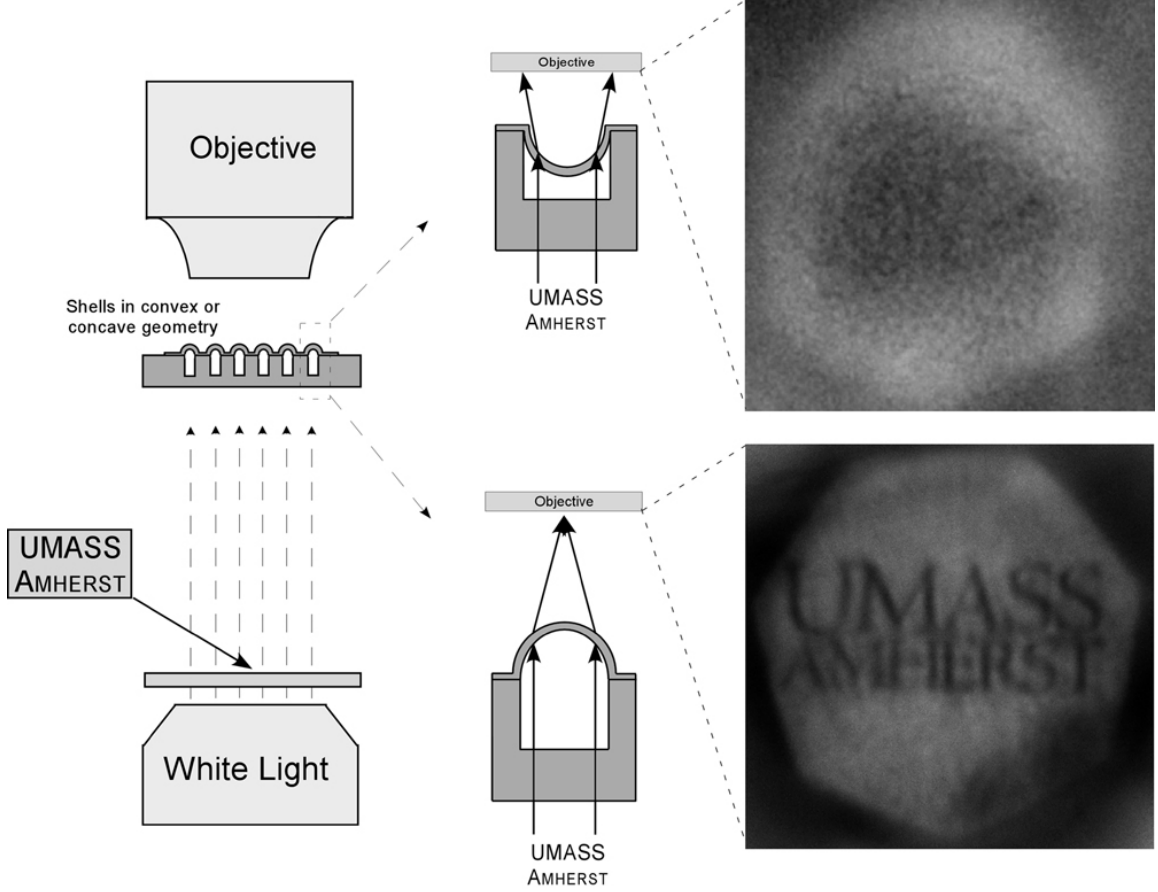 Objective
Shells in convex or
concave geometry
UMASS
AMHERST
White Light
Objective
UMASS
AMHERST
Objective
UMASS
AMHERST
UMASS
AMHERST